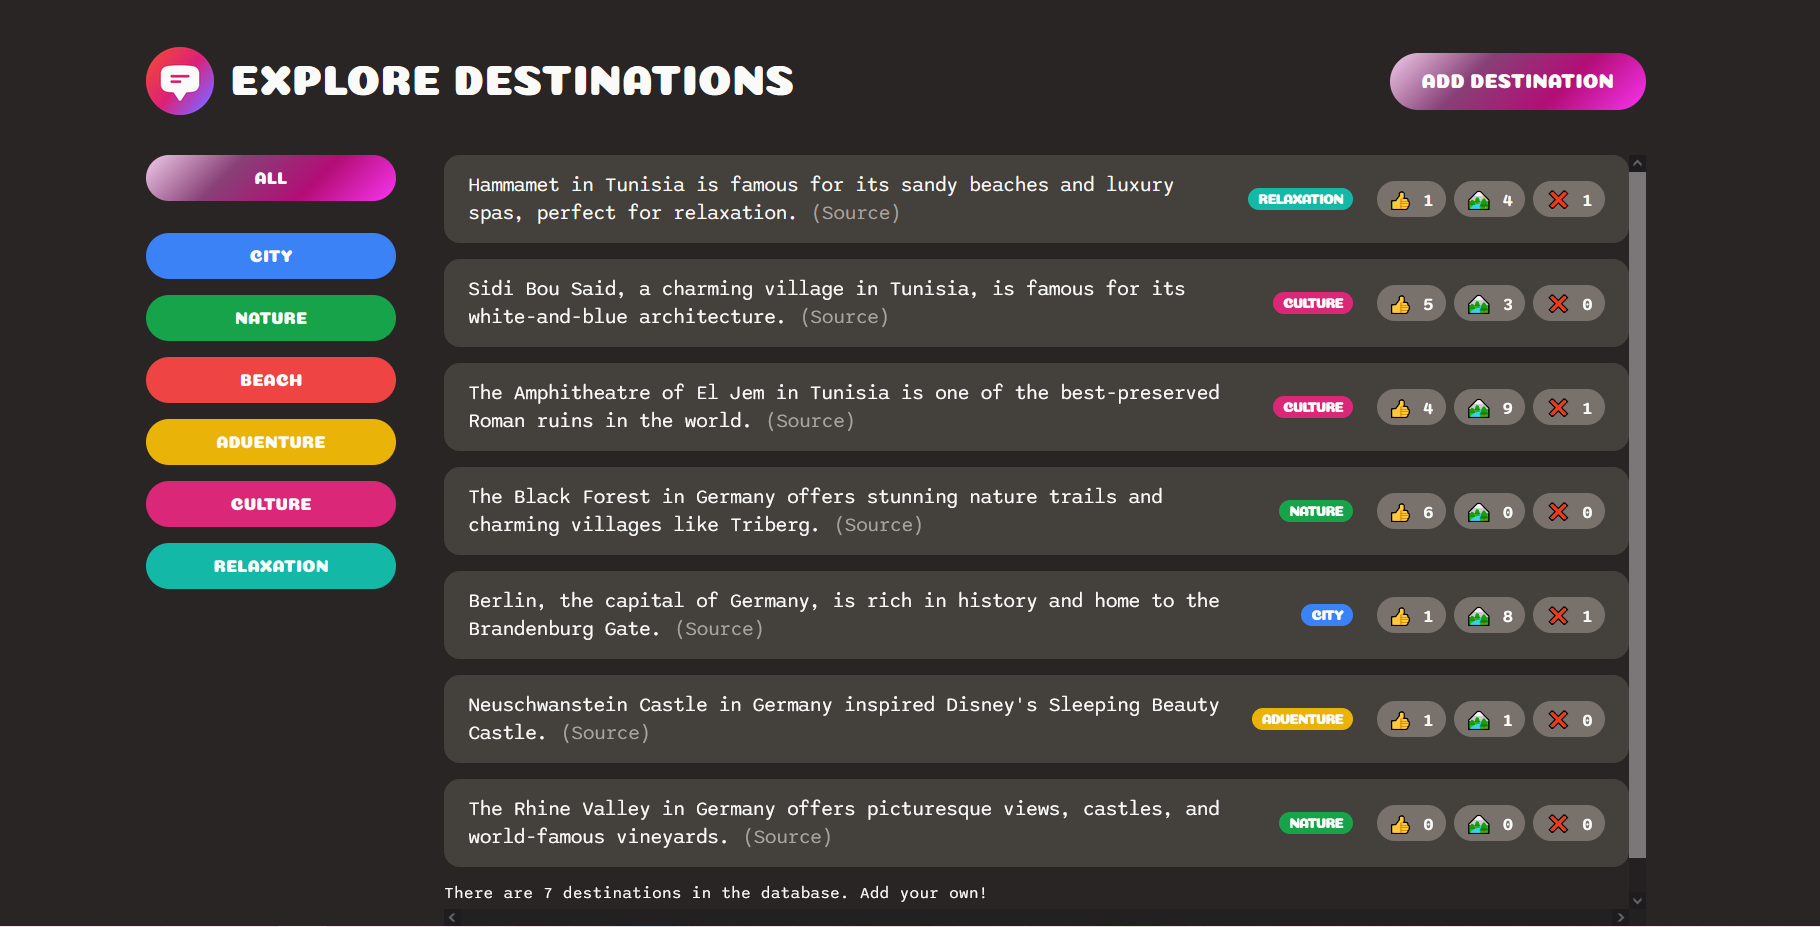 EXPLORE DESTINATIONS
ADD DESTINATION
ALL
CITY
NATURE
BEACH
ADVENTURE
CULTURE
RELAXATION
Hammamet in Tunisia is famous for its sandy beaches and luxury
spas, perfect for relaxation. (Source)
RELAXATION
1 4 1
Sidi Bou Said, a charming village in Tunisia, is famous for its
white-and-blue architecture. (Source)
CULTURE
5 3 0
The Amphitheatre of El Jem in Tunisia is one of the best-preserved
Roman ruins in the world. (Source)
CULTURE
4 9 1
The Black Forest in Germany offers stunning nature trails and
charming villages like Triberg. (Source)
NATURE
6 0 0
Berlin, the capital of Germany, is rich in history and home to the
Brandenburg Gate. (Source)
CITY
1 8 1
Neuschwanstein Castle in Germany inspired Disney's Sleeping Beauty
Castle. (Source)
ADVENTURE
1 1 0
The Rhine Valley in Germany offers picturesque views, castles, and
world-famous vineyards. (Source)
NATURE
0 0 0
There are 7 destinations in the database. Add your own!